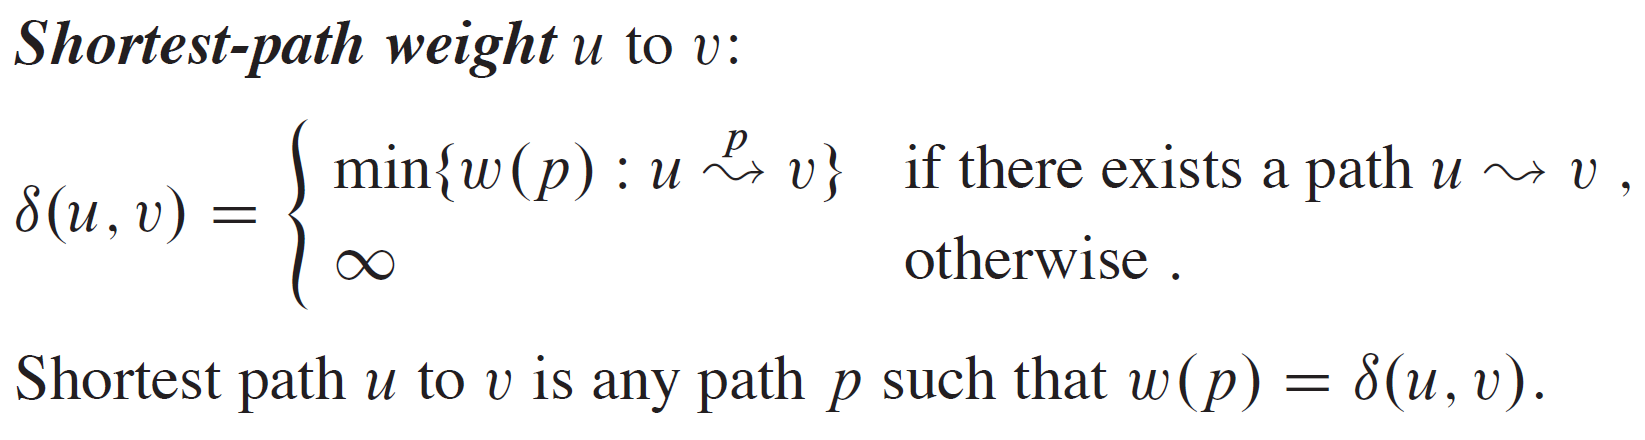 Shortest-path weight u to v:
δ(u, v) = { min{w(p) : u ⤳ᵖ v} if there exists a path u ⤳ v ,
∞ otherwise .
Shortest path u to v is any path p such that w(p) = δ(u, v).